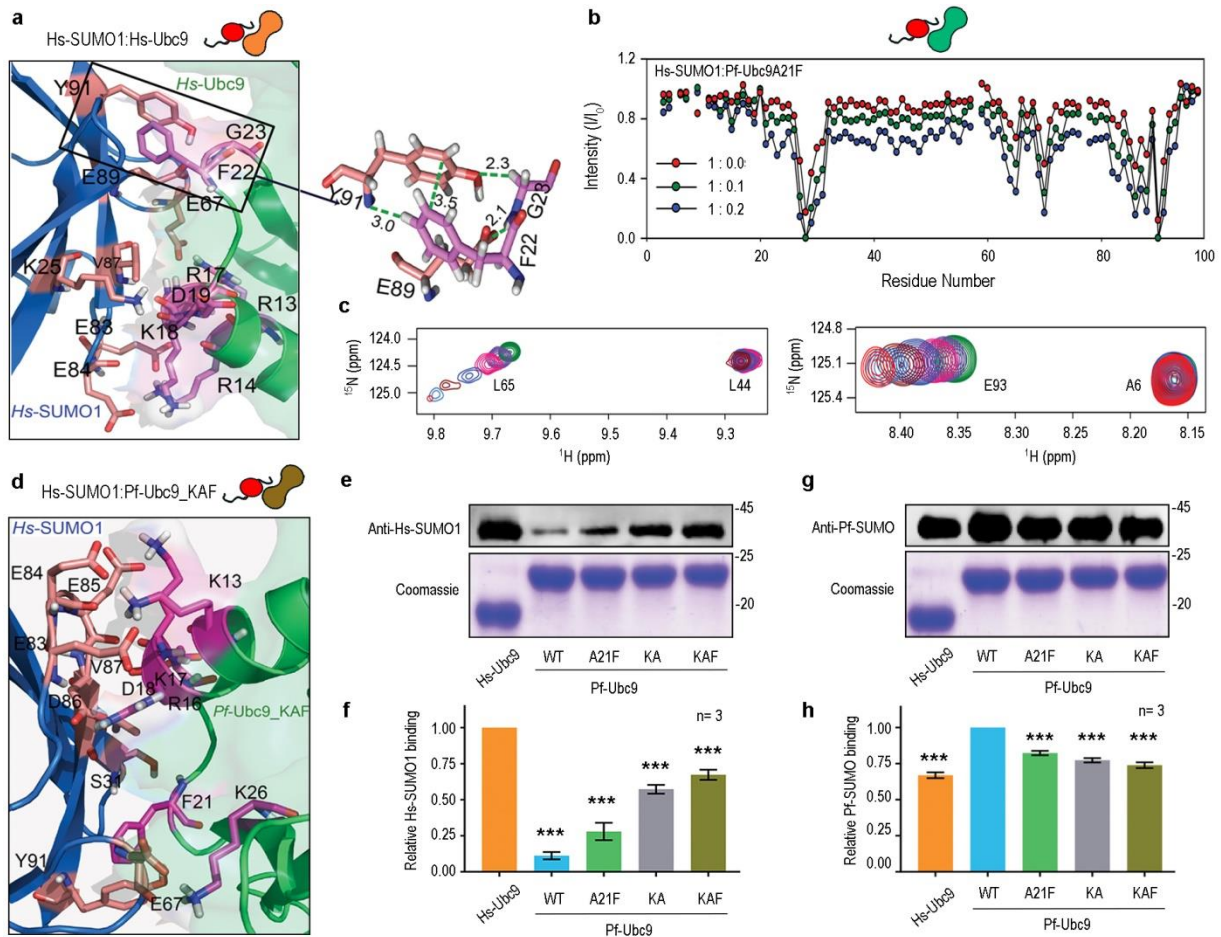 a
Hs-SUMO1:Hs-Ubc9
Y91
Hs-Ubc9
G23
E89
F22
E67
K25
V87
R17
D19
R13
E83
K18
E84
R14
Hs-SUMO1
Y91
2.3
3.5
G23
3.0
2.1
F22
E89
b
Hs-SUMO1:Pf-Ubc9A21F
Intensity (I/I0)
1.2
0.8
0.4
0.0
1 : 0.0
1 : 0.1
1 : 0.2
0 20 40 60 80 100
Residue Number
c
15N (ppm)
124.0
124.5
125.0
L65
L44
9.8 9.7 9.6 9.5 9.4 9.3
1H (ppm)
15N (ppm)
124.8
125.1
125.4
E93
A6
8.40 8.35 8.30 8.25 8.20 8.15
1H (ppm)
d
Hs-SUMO1:Pf-Ubc9_KAF
Hs-SUMO1
E84
E85
K13
E83
V87
K17
D18
D86
R16
Pf-Ubc9_KAF
S31
F21
K26
Y91
E67
e
Anti-Hs-SUMO1
-45
-25
Coomassie
-20
Hs-Ubc9 WT A21F KA KAF
Pf-Ubc9
f
n= 3
Relative Hs-SUMO1 binding
1.00
0.75
0.50
0.25
0.00
*** *** *** ***
Hs-Ubc9 WT A21F KA KAF
Pf-Ubc9
g
Anti-Pf-SUMO
-45
-25
Coomassie
-20
Hs-Ubc9 WT A21F KA KAF
Pf-Ubc9
h
n= 3
Relative Pf-SUMO binding
1.00
0.75
0.50
0.25
0.00
*** *** *** ***
Hs-Ubc9 WT A21F KA KAF
Pf-Ubc9